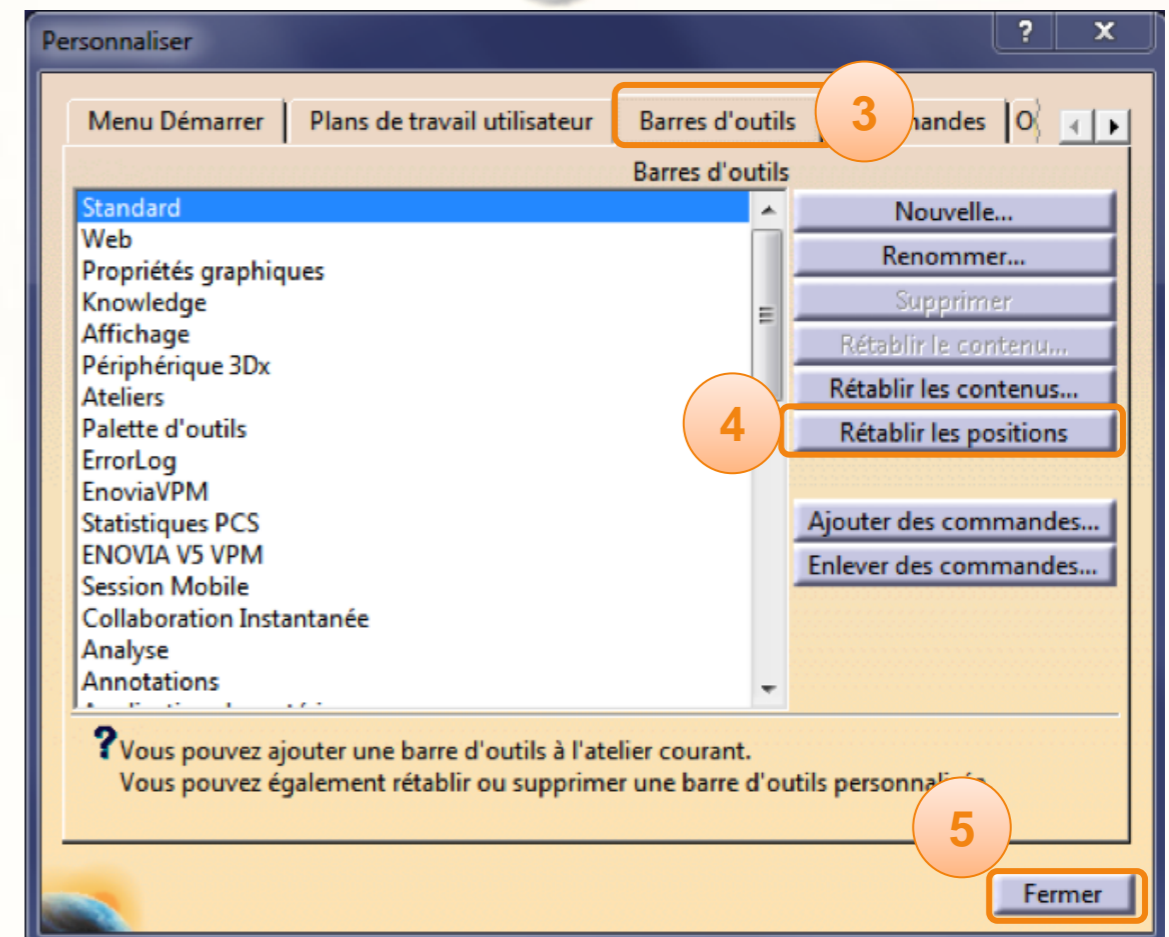 Personnaliser
? x
Menu Démarrer Plans de travail utilisateur Barres d'outils 3 andes
Barres d'outils
Standard
Web
Propriétés graphiques
Knowledge
Affichage
Périphérique 3Dx
Ateliers
Palette d'outils
ErrorLog
EnoviaVPM
Statistiques PCS
ENOVIA V5 VPM
Session Mobile
Collaboration Instantanée
Analyse
Annotations
Nouvelle...
Renommer...
Supprimer
Rétablir le contenu...
Rétablir les contenus...
4 Rétablir les positions
Ajouter des commandes...
Enlever des commandes...
? Vous pouvez ajouter une barre d'outils à l'atelier courant.
Vous pouvez également rétablir ou supprimer une barre d'outils
5
Fermer